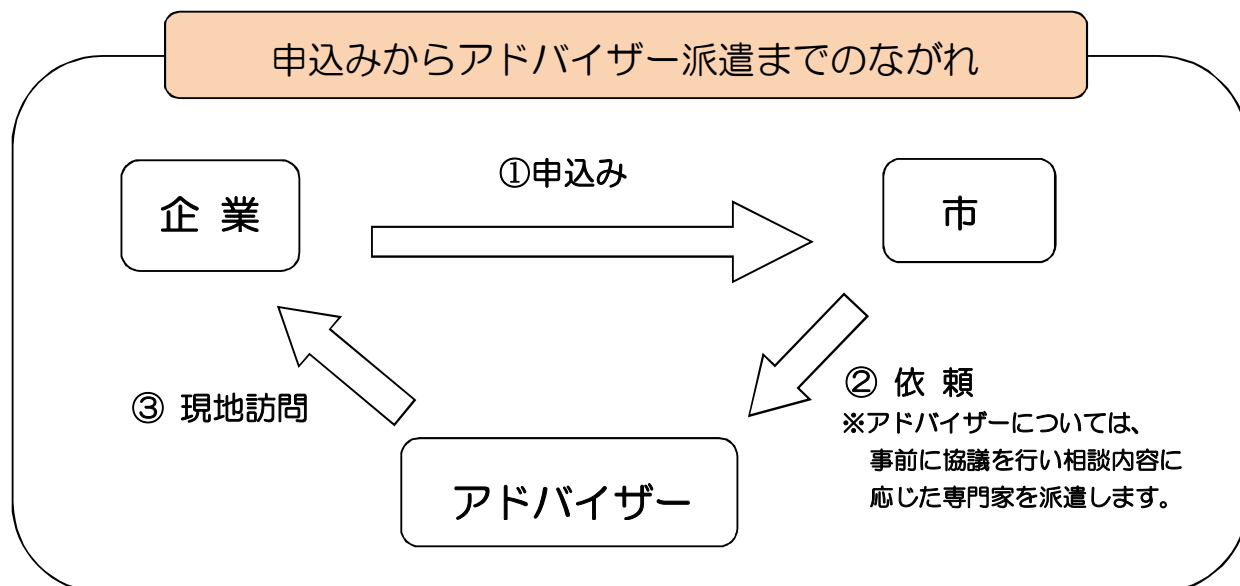 申込みからアドバイザー派遣までのながれ
企 業
①申込み
市
② 依 頼
※アドバイザーについては、
事前に協議を行い相談内容に
応じた専門家を派遣します。
③ 現地訪問
アドバイザー